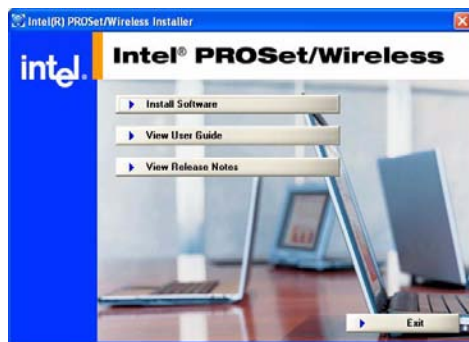 Intel(R) PROSet/Wireless Installer
intel.
Intel® PROSet/Wireless
Install Software
View User Guide
View Release Notes
Exit